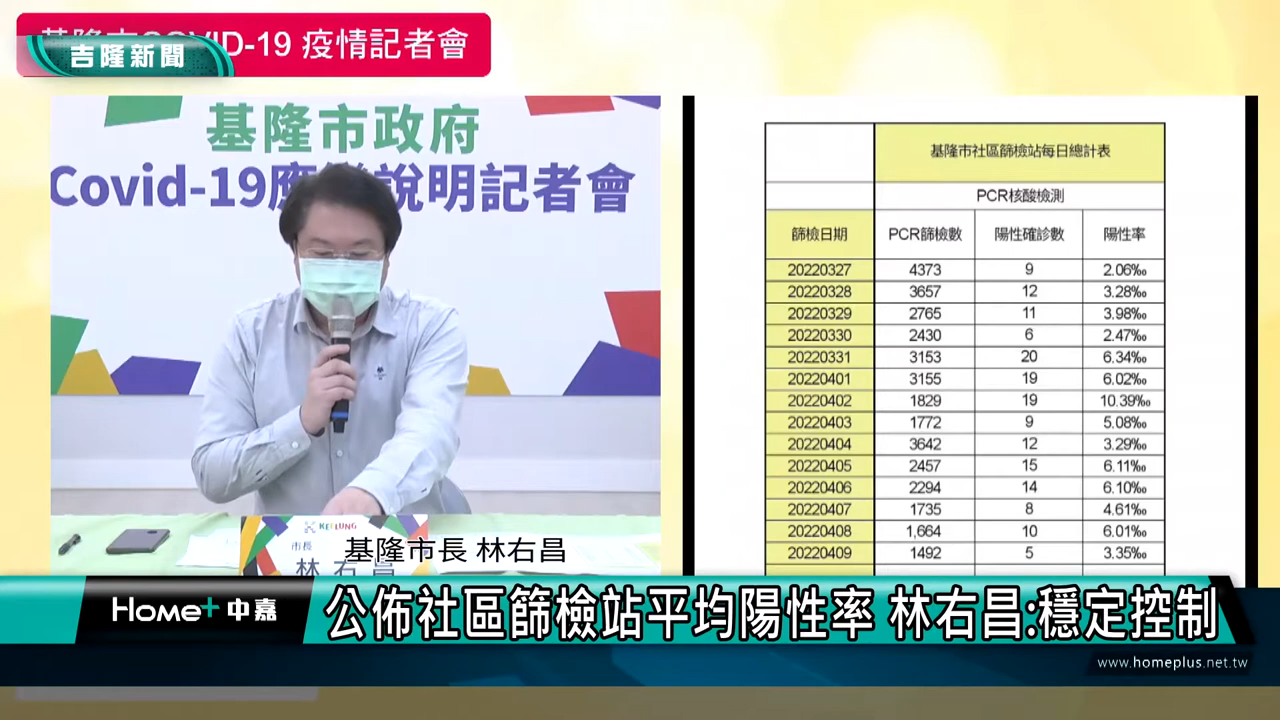 COVID-19 疫情記者會
吉隆新聞
基隆市政府
Covid-19應變說明記者會
KEELUNG
市長
林右昌
基隆市長 林右昌
基隆市社區篩檢站每日總計表
PCR核酸檢測
篩檢日期 PCR篩檢數 陽性確診數 陽性率
20220327 4373 9 2.06‰
20220328 3657 12 3.28‰
20220329 2765 11 3.98‰
20220330 2430 6 2.47‰
20220331 3153 20 6.34‰
20220401 3155 19 6.02‰
20220402 1829 19 10.39‰
20220403 1772 9 5.08‰
20220404 3642 12 3.29‰
20220405 2457 15 6.11‰
20220406 2294 14 6.10‰
20220407 1735 8 4.61‰
20220408 1,664 10 6.01‰
20220409 1492 5 3.35‰
Home+中嘉
公佈社區篩檢站平均陽性率 林右昌:穩定控制
www.homeplus.net.tw